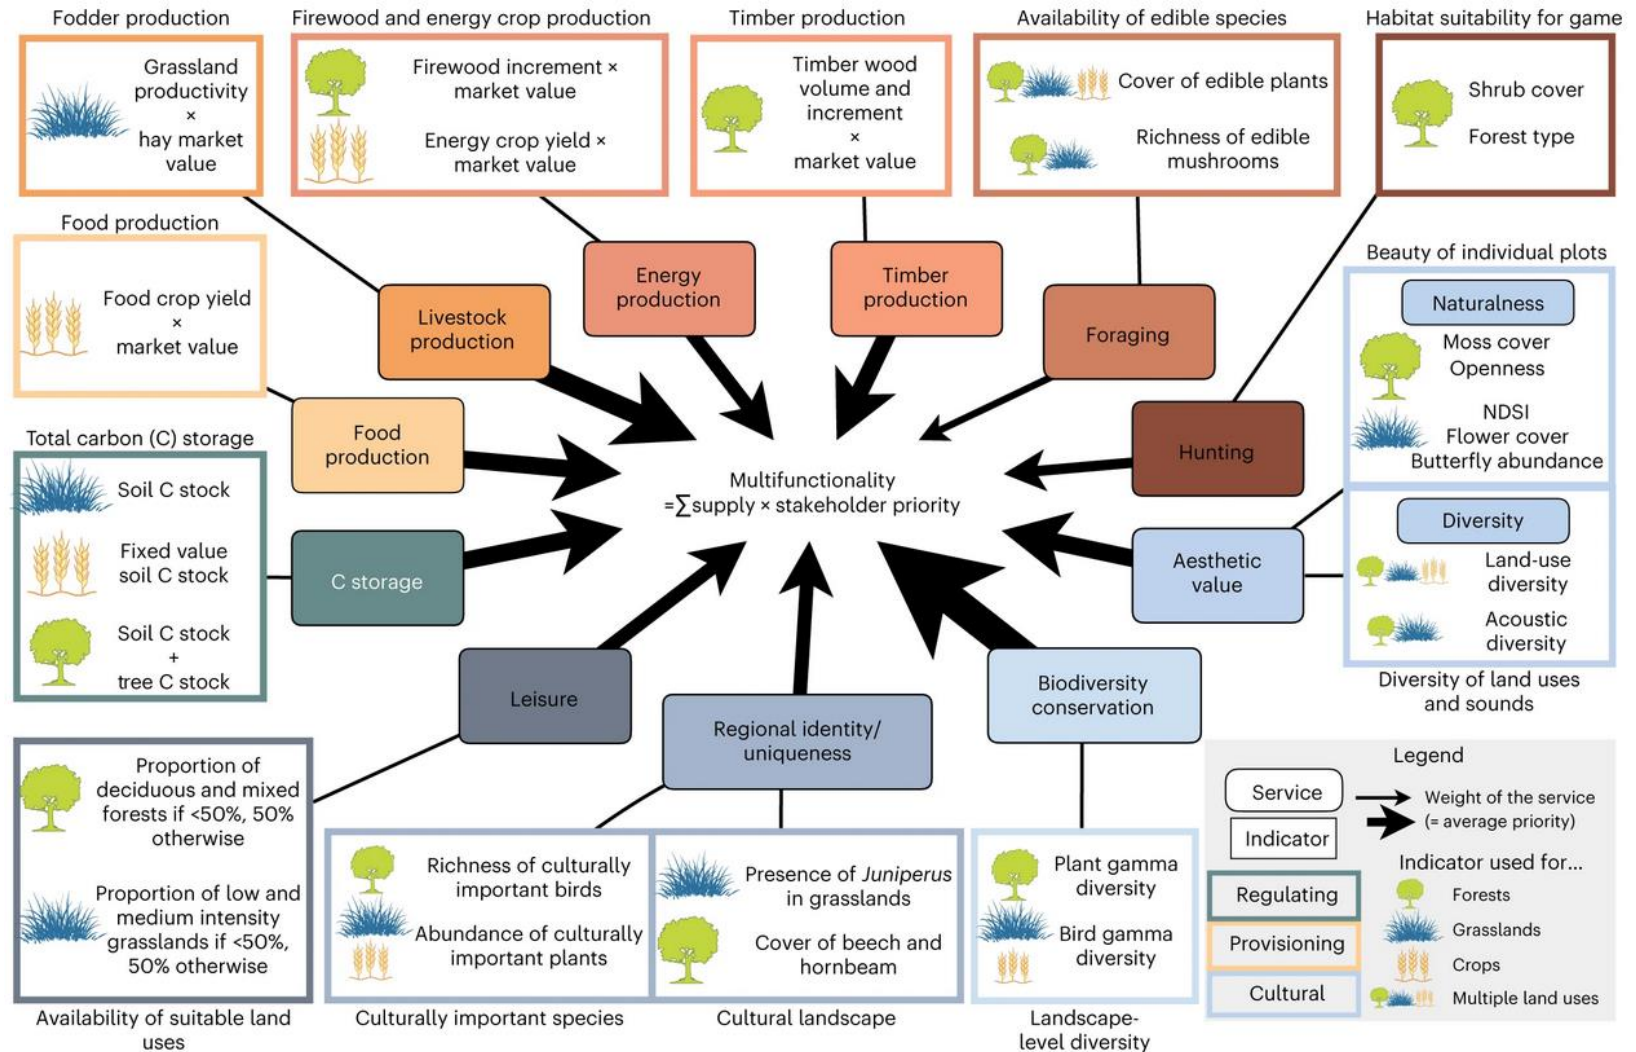 Fodder production
Grassland
productivity
×
hay market
value
Firewood and energy crop production
Firewood increment ×
market value
Energy crop yield ×
market value
Timber production
Timber wood
volume and
increment
×
market value
Availability of edible species
Cover of edible plants
Richness of edible
mushrooms
Habitat suitability for game
Shrub cover
Forest type
Food production
Food crop yield
×
market value
Livestock
production
Energy
production
Timber
production
Foraging
Beauty of individual plots
Naturalness
Moss cover
Openness
NDSI
Flower cover
Butterfly abundance
Food
production
Hunting
Multifunctionality
=∑supply × stakeholder priority
Total carbon (C) storage
Soil C stock
Fixed value
soil C stock
Soil C stock
+
tree C stock
C storage
Aesthetic
value
Diversity
Land-use
diversity
Acoustic
diversity
Diversity of land uses
and sounds
Leisure
Regional identity/
uniqueness
Biodiversity
conservation
Proportion of
deciduous and mixed
forests if <50%, 50%
otherwise
Proportion of low and
medium intensity
grasslands if <50%,
50% otherwise
Availability of suitable land
uses
Richness of culturally
important birds
Abundance of culturally
important plants
Culturally important species
Presence of Juniperus
in grasslands
Cover of beech and
hornbeam
Cultural landscape
Plant gamma
diversity
Bird gamma
diversity
Landscape-
level diversity
Legend
Service
Weight of the service
(= average priority)
Indicator
Indicator used for...
Regulating
Provisioning
Cultural
Forests
Grasslands
Crops
Multiple land uses